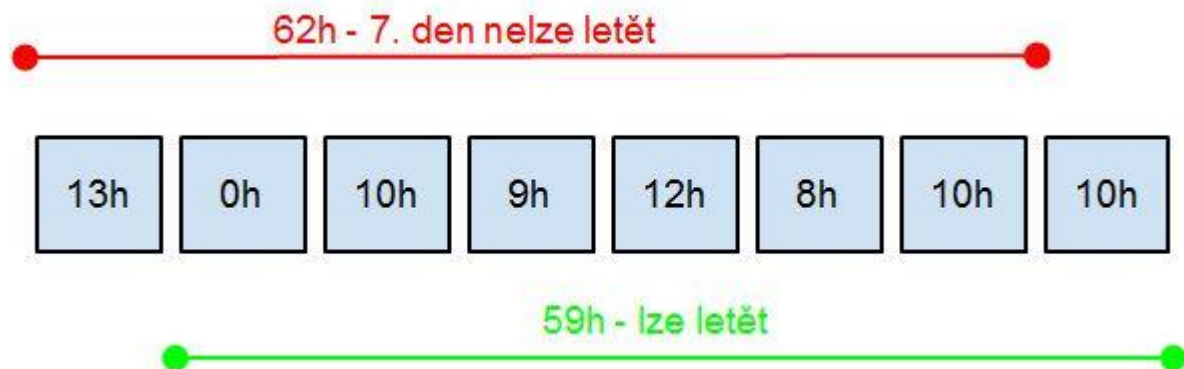 62h - 7. den nelze letět
13h 0h 10h 9h 12h 8h 10h 10h
59h - lze letět